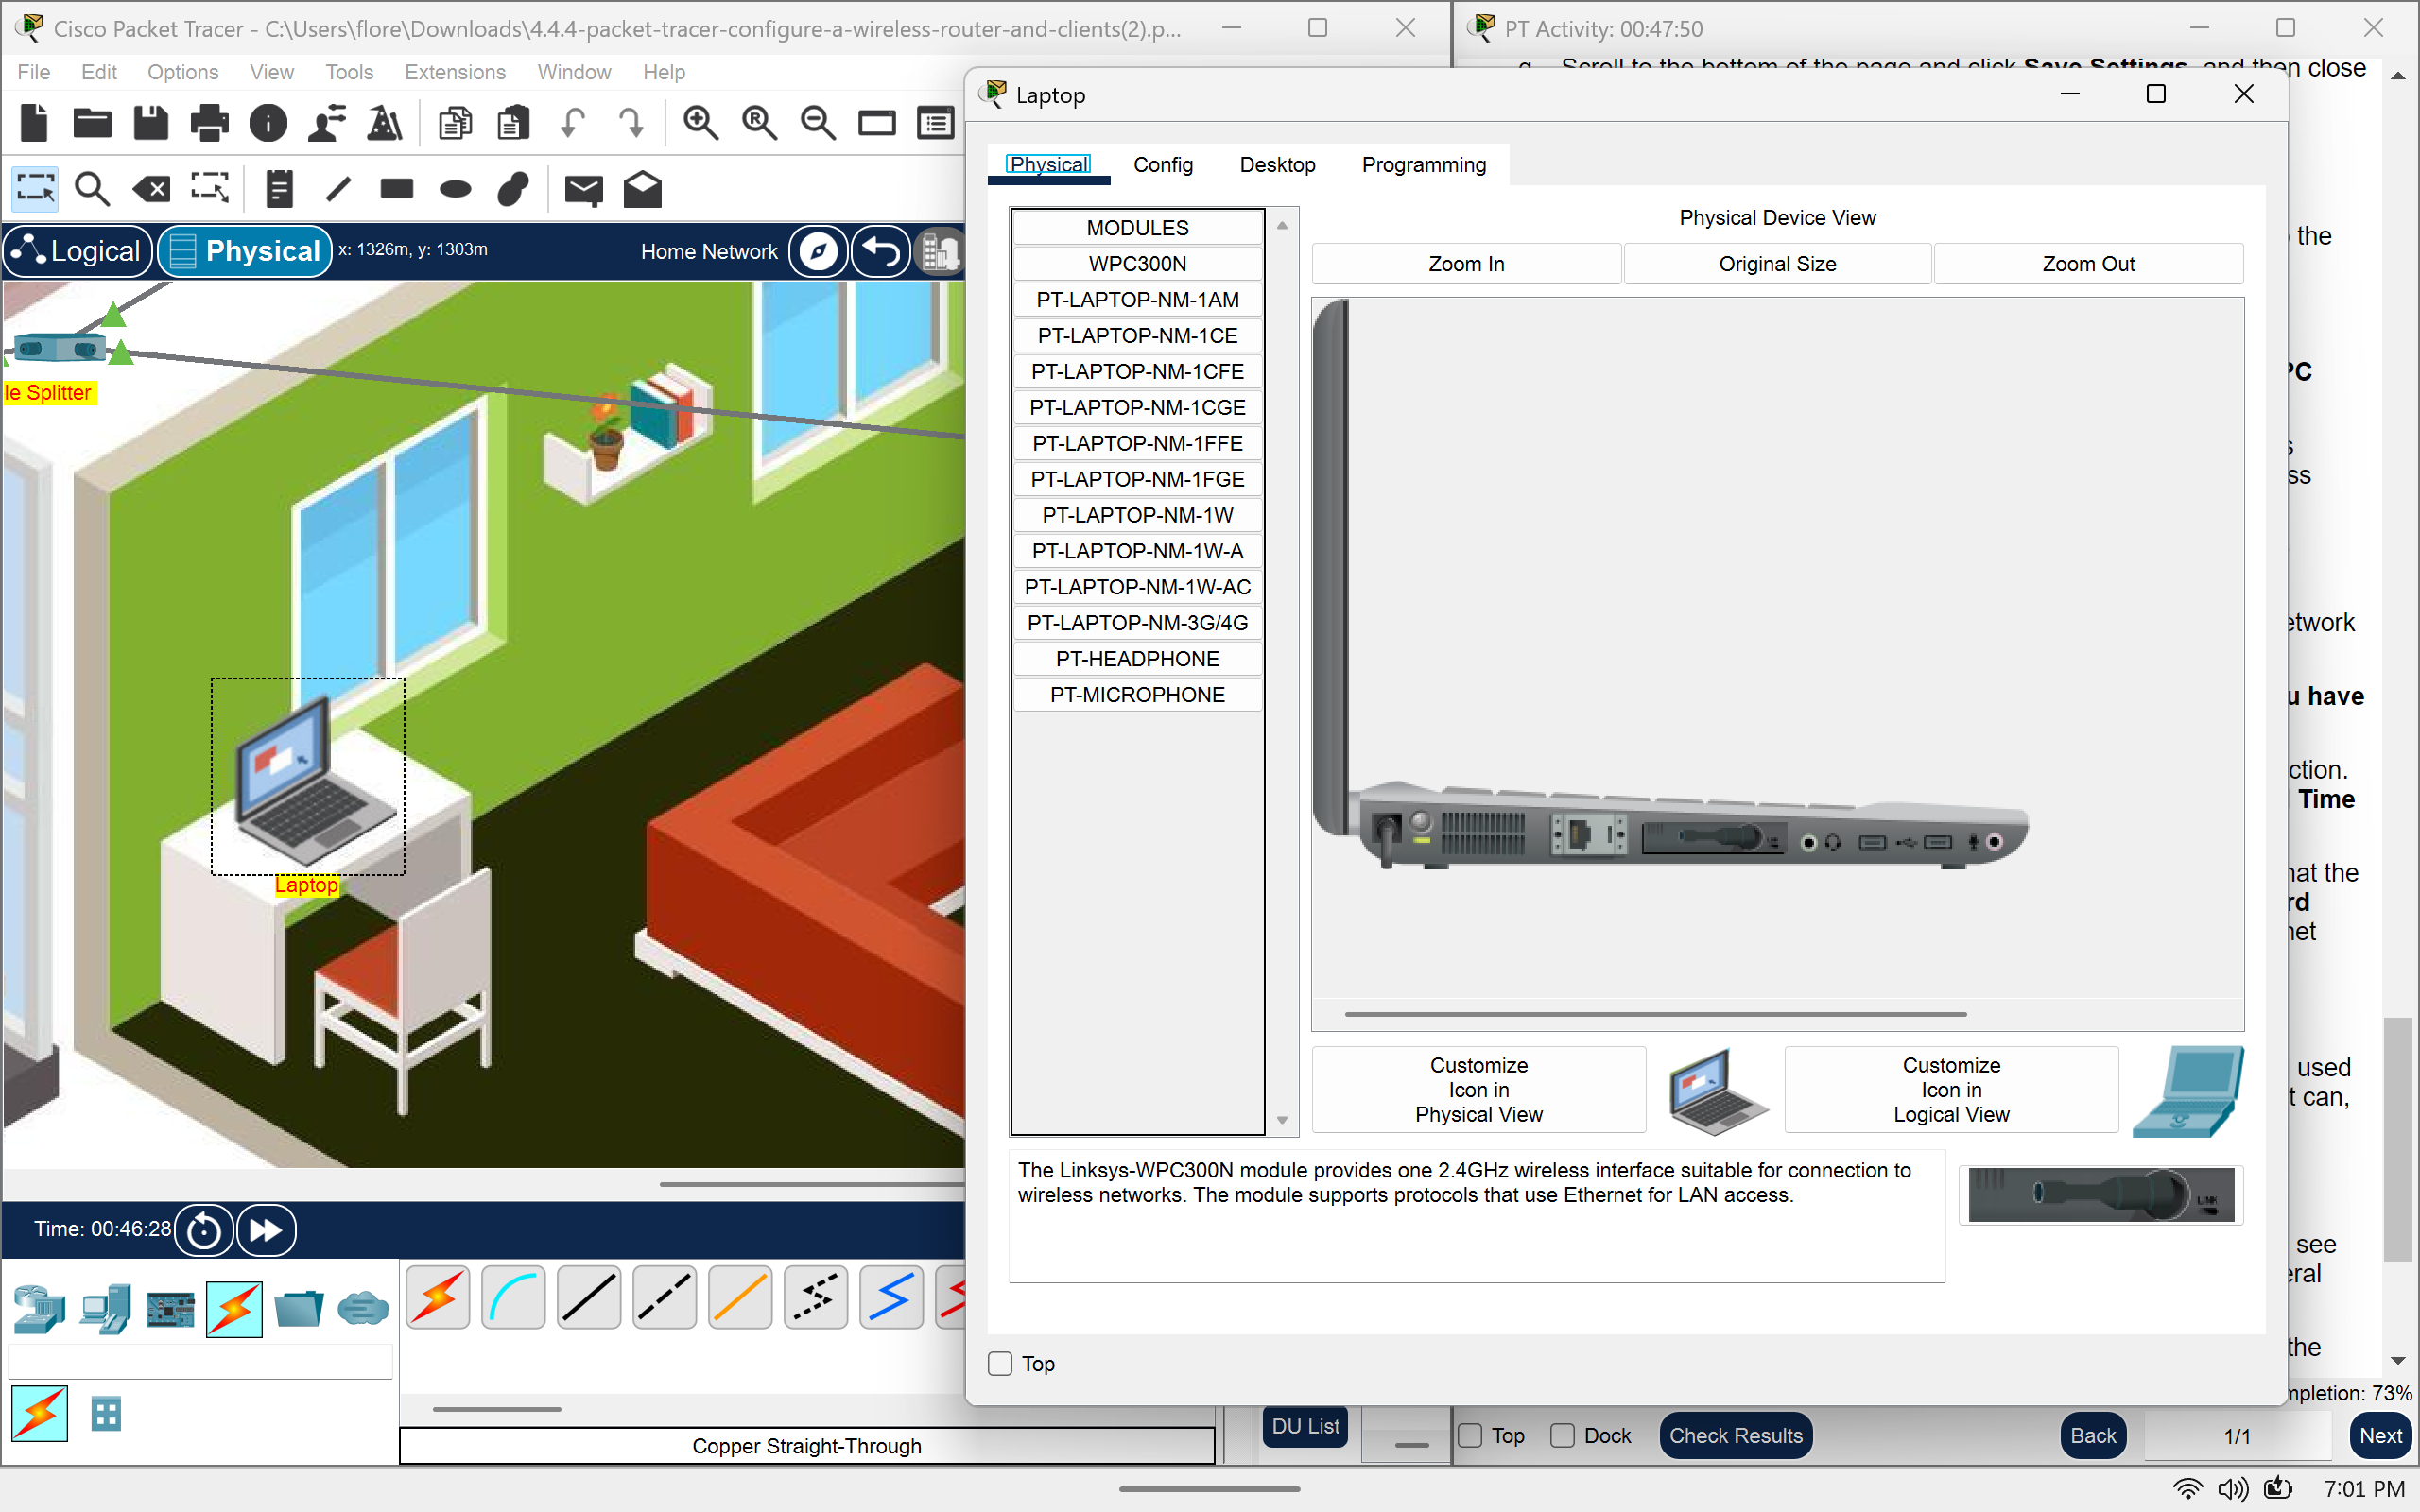 Cisco Packet Tracer - C:\Users\flore\Downloads\4.4.4-packet-tracer-configure-a-wireless-router-and-clients(2).p...
File Edit Options View Tools Extensions Window Help
Logical Physical x: 1326m, y: 1303m Home Network
le Splitter
Laptop
Time: 00:46:28
Copper Straight-Through
DU List
PT Activity: 00:47:50
Scroll to the bottom of the page and click Save Settings, and then close
the
PC
ss
etwork
u have
ction.
Time
hat the
rd
net
used
t can,
see
eral
the
mpletion: 73%
Top Dock Check Results Back 1/1 Next
Laptop
Physical Config Desktop Programming
MODULES
WPC300N
PT-LAPTOP-NM-1AM
PT-LAPTOP-NM-1CE
PT-LAPTOP-NM-1CFE
PT-LAPTOP-NM-1CGE
PT-LAPTOP-NM-1FFE
PT-LAPTOP-NM-1FGE
PT-LAPTOP-NM-1W
PT-LAPTOP-NM-1W-A
PT-LAPTOP-NM-1W-AC
PT-LAPTOP-NM-3G/4G
PT-HEADPHONE
PT-MICROPHONE
Physical Device View
Zoom In Original Size Zoom Out
Customize
Icon in
Physical View
Customize
Icon in
Logical View
The Linksys-WPC300N module provides one 2.4GHz wireless interface suitable for connection to
wireless networks. The module supports protocols that use Ethernet for LAN access.
LINK
Top
7:01 PM